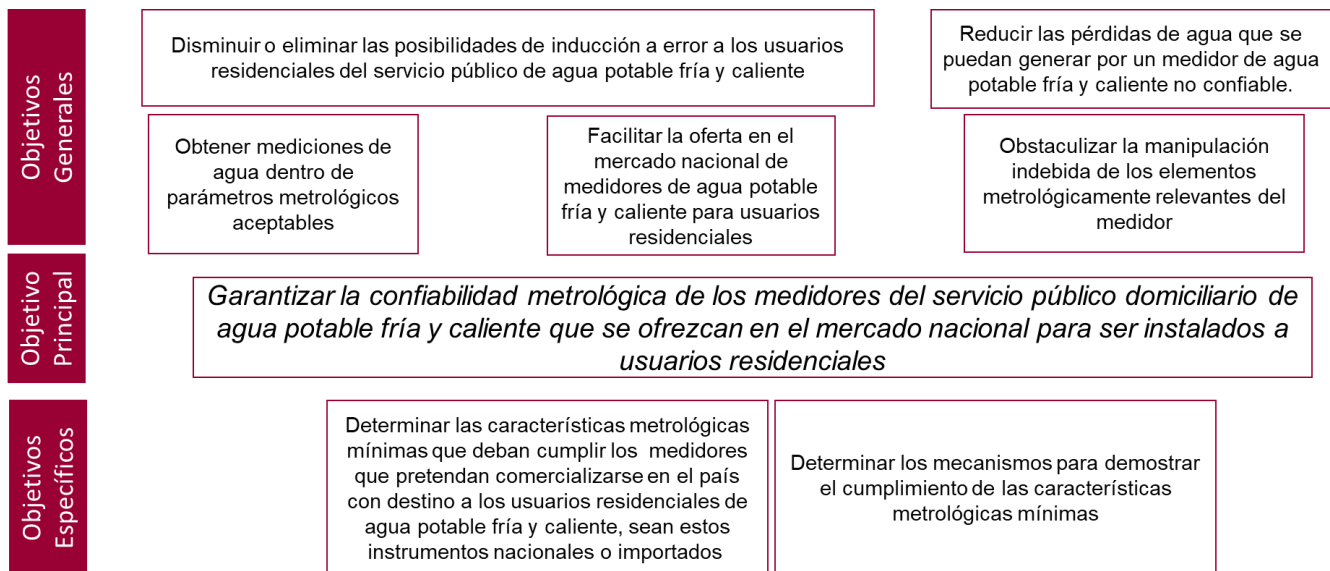 Objetivos
Generales
Disminuir o eliminar las posibilidades de inducción a error a los usuarios
residenciales del servicio público de agua potable fría y caliente
Reducir las pérdidas de agua que se
puedan generar por un medidor de agua
potable fría y caliente no confiable.
Obtener mediciones de
agua dentro de
parámetros metrológicos
aceptables
Facilitar la oferta en el
mercado nacional de
medidores de agua potable
fría y caliente para usuarios
residenciales
Obstaculizar la manipulación
indebida de los elementos
metrológicamente relevantes del
medidor
Objetivo
Principal
Garantizar la confiabilidad metrológica de los medidores del servicio público domiciliario de
agua potable fría y caliente que se ofrezcan en el mercado nacional para ser instalados a
usuarios residenciales
Objetivos
Específicos
Determinar las características metrológicas
mínimas que deban cumplir los medidores
que pretendan comercializarse en el país
con destino a los usuarios residenciales de
agua potable fría y caliente, sean estos
instrumentos nacionales o importados
Determinar los mecanismos para demostrar
el cumplimiento de las características
metrológicas mínimas